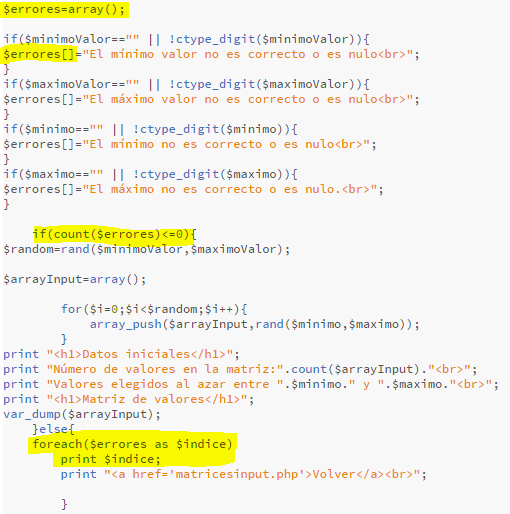 $errores=array();
if($minimoValor=="" || !ctype_digit($minimoValor)){
$errores[]="El mínimo valor no es correcto o es nulo<br>";
}
if($maximoValor=="" || !ctype_digit($maximoValor)){
$errores[]="El máximo valor no es correcto o es nulo<br>";
}
if($minimo=="" || !ctype_digit($minimo)){
$errores[]="El mínimo no es correcto o es nulo<br>";
}
if($maximo=="" || !ctype_digit($maximo)){
$errores[]="El máximo no es correcto o es nulo.<br>";
}
if(count($errores)<=0){
$random=rand($minimoValor,$maximoValor);
$arrayInput=array();
for($i=0;$i<$random;$i++){
array_push($arrayInput,rand($minimo,$maximo));
}
print "<h1>Datos iniciales</h1>";
print "Número de valores en la matriz:".count($arrayInput)."<br>";
print "Valores elegidos al azar entre ".$minimo." y ".$maximo."<br>";
print "<h1>Matriz de valores</h1>";
var_dump($arrayInput);
}else{
foreach($errores as $indice)
print $indice;
print "<a href='matricesinput.php'>Volver</a><br>";
}